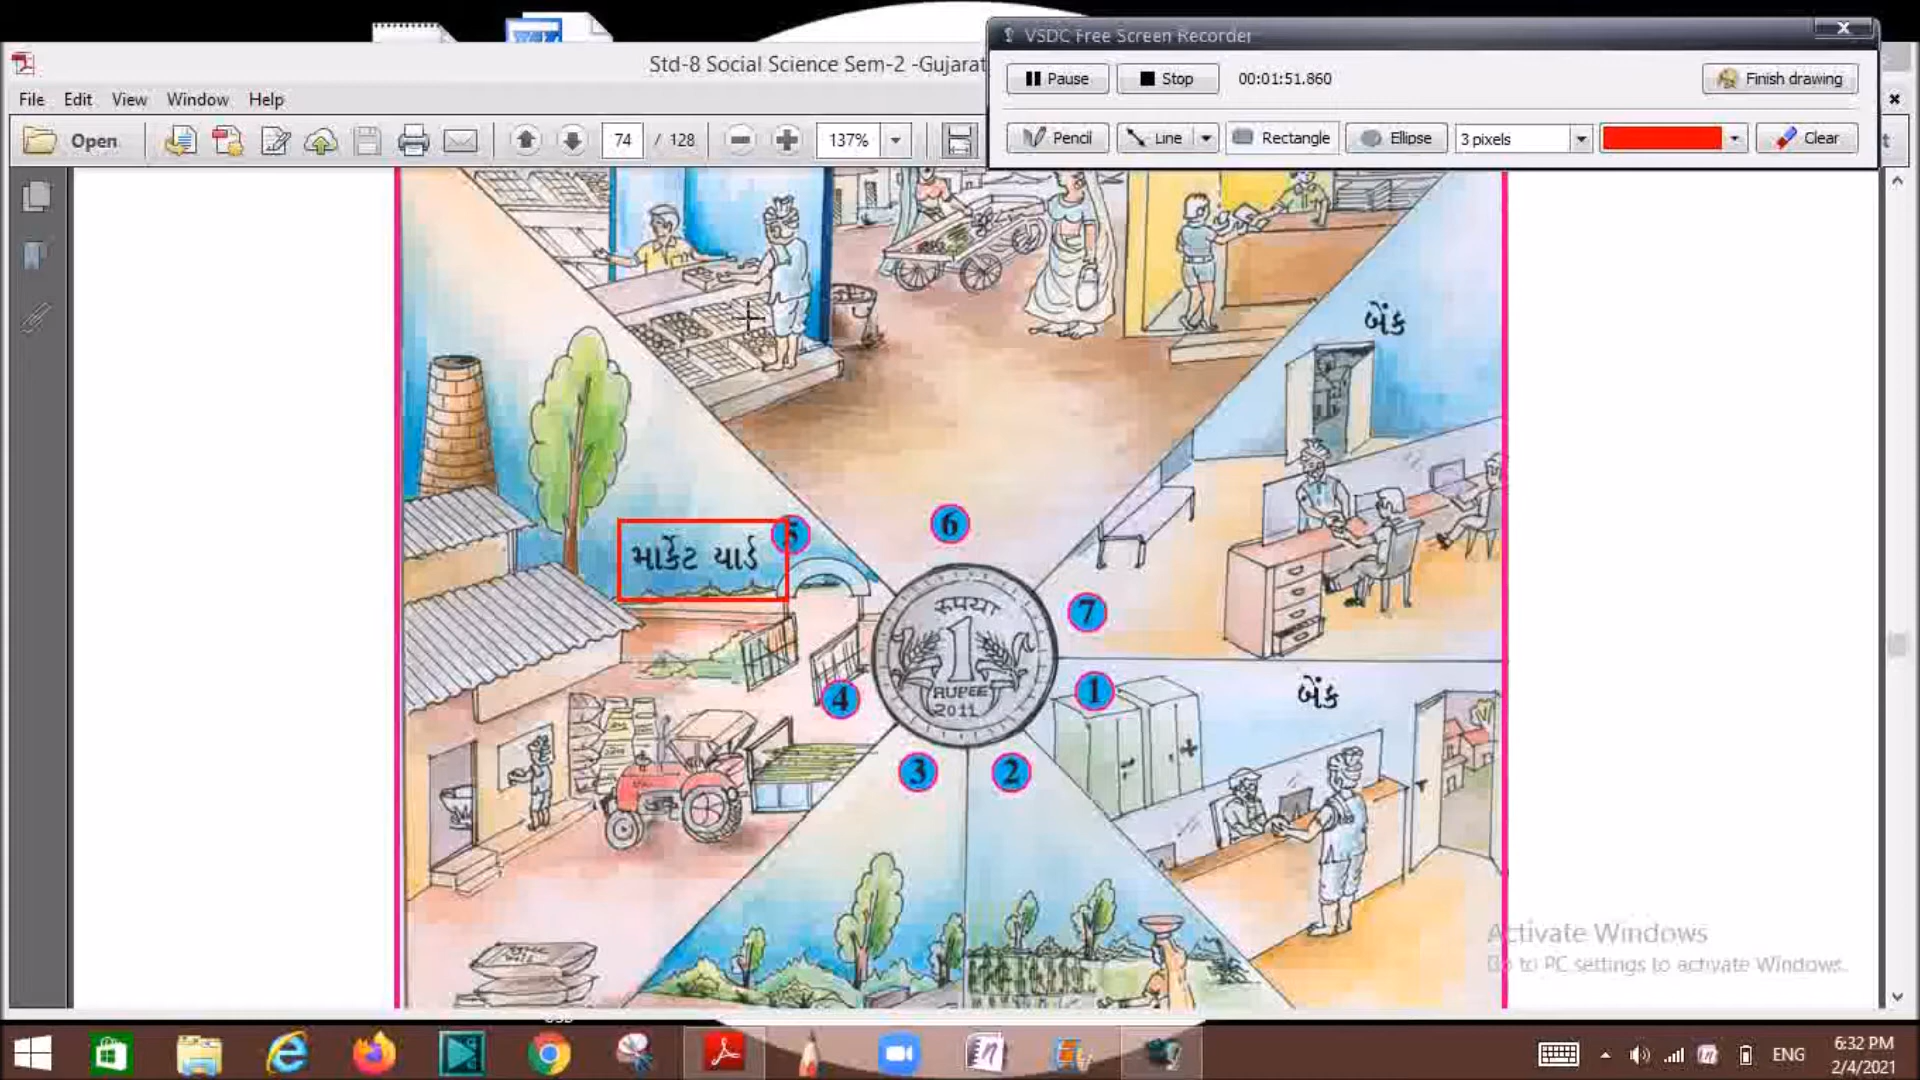 VSDC Free Screen Recorder
Std-8 Social Science Sem-2 -Gujarat
Pause
Stop
00:01:51.860
Finish drawing
File Edit View Window Help
Open
74 / 128
137%
Pencil
Line
Rectangle
Ellipse
3 pixels
Clear
બેંક
6
5
માર્કેટ યાર્ડ
7
रुपया
1
RUPEE
2011
1
બેંક
4
3
2
Activate Windows
Go to PC settings to activate Windows.
ENG
6:32 PM
2/4/2021